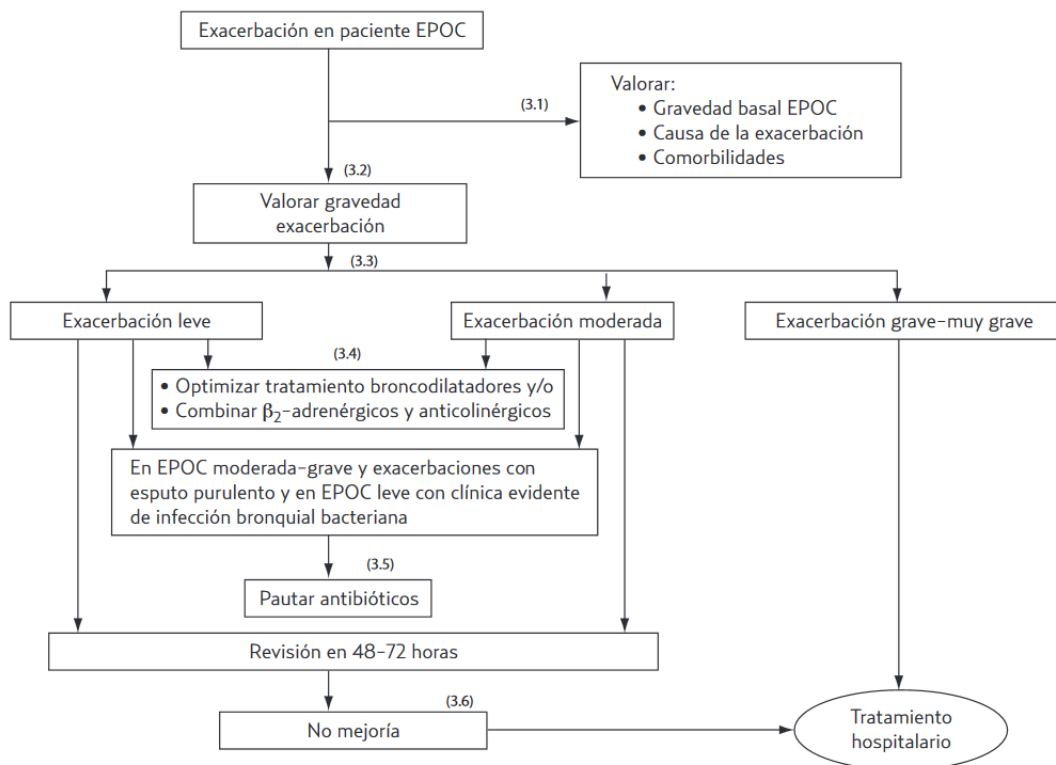 Exacerbación en paciente EPOC
(3.1)
Valorar:
• Gravedad basal EPOC
• Causa de la exacerbación
• Comorbilidades
(3.2)
Valorar gravedad
exacerbación
(3.3)
Exacerbación leve
Exacerbación moderada
Exacerbación grave-muy grave
(3.4)
• Optimizar tratamiento broncodilatadores y/o
• Combinar β₂-adrenérgicos y anticolinérgicos
En EPOC moderada-grave y exacerbaciones con
esputo purulento y en EPOC leve con clínica evidente
de infección bronquial bacteriana
(3.5)
Pautar antibióticos
Revisión en 48-72 horas
(3.6)
No mejoría
Tratamiento
hospitalario